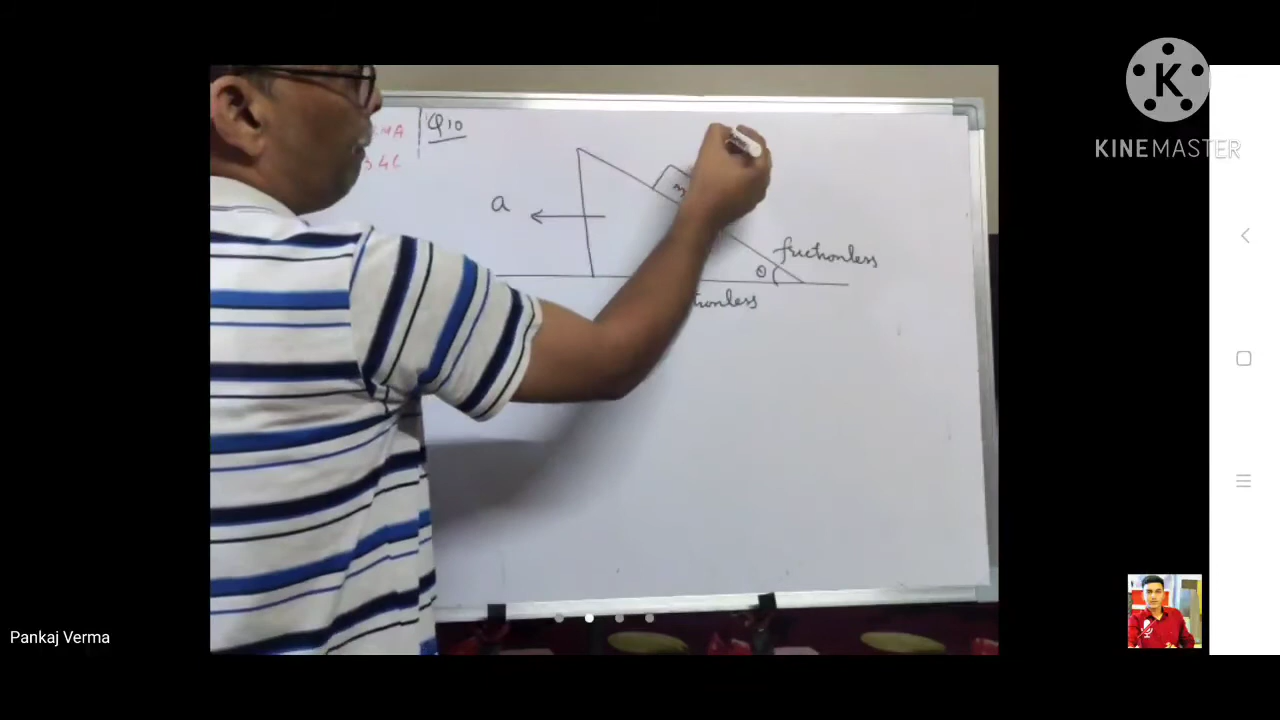 K
KINEMASTER
Q10
a
m
θ
frictionless
Pankaj Verma